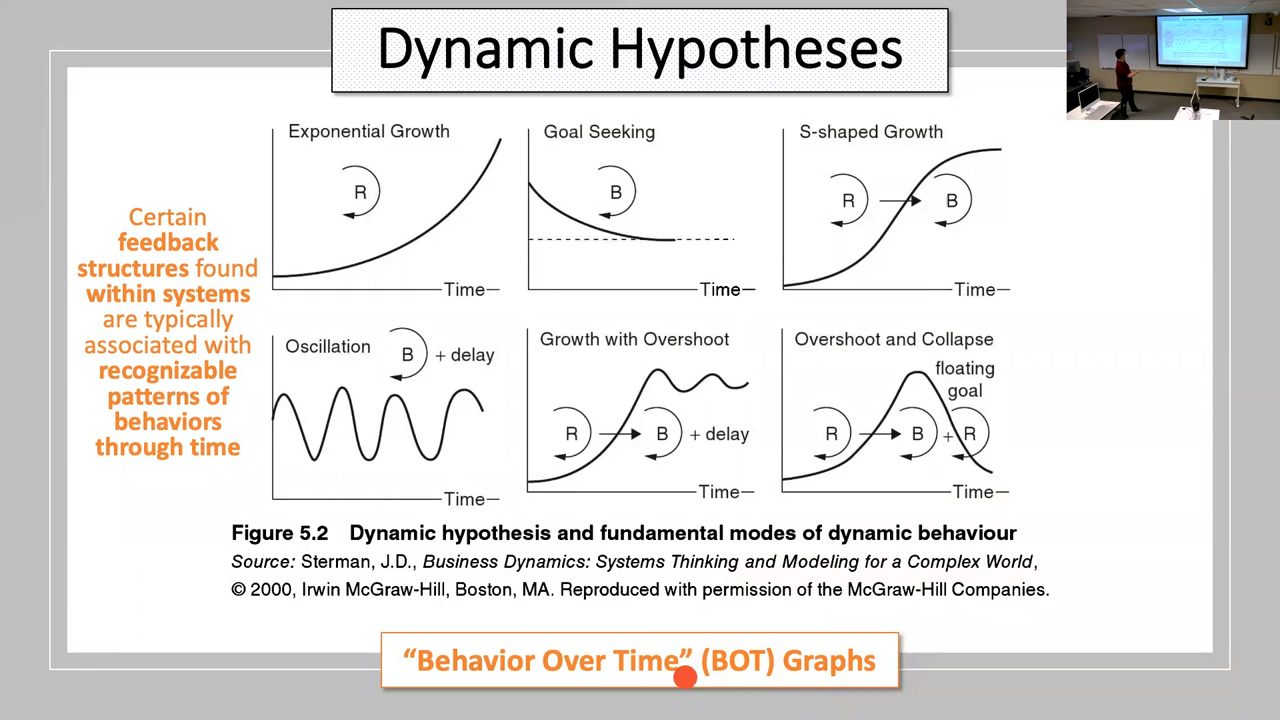 Dynamic Hypotheses
Certain
feedback
structures found
within systems
are typically
associated with
recognizable
patterns of
behaviors
through time
Exponential Growth
R
Time
Goal Seeking
B
Time
S-shaped Growth
R
B
Time
Oscillation
B + delay
Time
Growth with Overshoot
R
B + delay
Time
Overshoot and Collapse
floating
goal
R
B + R
Time
Figure 5.2 Dynamic hypothesis and fundamental modes of dynamic behaviour
Source: Sterman, J.D., Business Dynamics: Systems Thinking and Modeling for a Complex World,
© 2000, Irwin McGraw-Hill, Boston, MA. Reproduced with permission of the McGraw-Hill Companies.
“Behavior Over Time” (BOT) Graphs